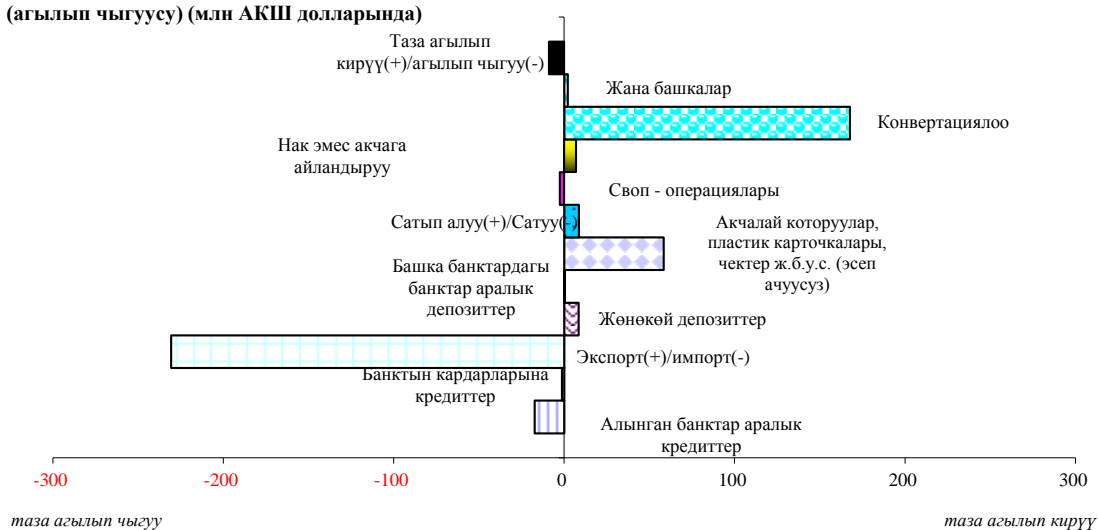 (агылып чыгуусу) (млн АКШ долларында)
Таза агылып
кирүү(+)/агылып чыгуу(-)
Жана башкалар
Конвертациялоо
Нак эмес акчага
айландыруу
Своп - операциялары
Сатып алуу(+)/Сатуу(-)
Акчалай которуулар,
пластик карточкалары,
чектер ж.б.у.с. (эсеп
ачуусуз)
Башка банктардагы
банктар аралык
депозиттер
Жөнөкөй депозиттер
Экспорт(+)/импорт(-)
Банктын кардарларына
кредиттер
Алынган банктар аралык
кредиттер
-300 -200 -100 0 100 200 300
таза агылып чыгуу
таза агылып кирүү